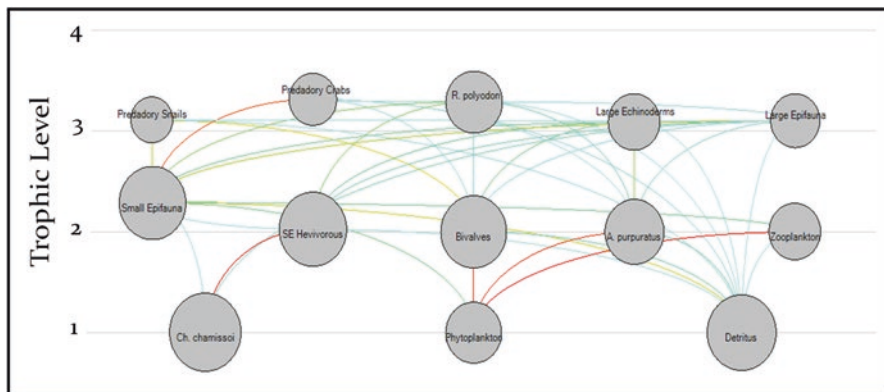 4
Predadory Crabs
R. polyodon
Predadory Snails
Large Echinoderms
Large Epifauna
3
Trophic Level
Small Epifauna
SE Hevivorous
Bivalves
A. purpuratus
Zooplankton
2
Ch. chamissoi
Phytoplankton
Detritus
1